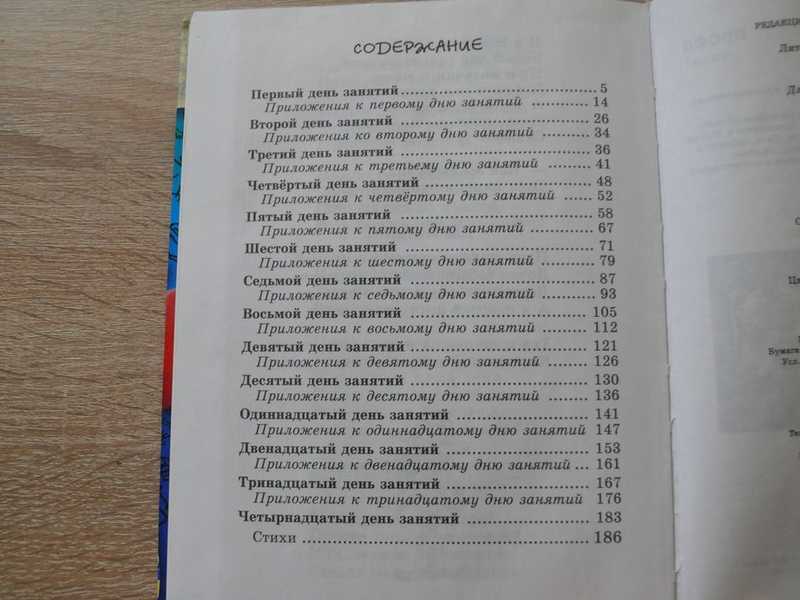 СОДЕРЖАНИЕ
Первый день занятий ........................................ 5
Приложения к первому дню занятий ........... 14
Второй день занятий ........................................ 26
Приложения ко второму дню занятий ......... 34
Третий день занятий ........................................ 36
Приложения к третьему дню занятий .......... 41
Четвёртый день занятий .................................. 48
Приложения к четвёртому дню занятий ...... 52
Пятый день занятий ........................................ 58
Приложения к пятому дню занятий ............. 67
Шестой день занятий ....................................... 71
Приложения к шестому дню занятий ........... 79
Седьмой день занятий ..................................... 87
Приложения к седьмому дню занятий .......... 93
Восьмой день занятий ..................................... 105
Приложения к восьмому дню занятий ......... 112
Девятый день занятий ..................................... 121
Приложения к девятому дню занятий ......... 126
Десятый день занятий ..................................... 130
Приложения к десятому дню занятий ......... 136
Одиннадцатый день занятий ........................... 141
Приложения к одиннадцатому дню занятий 147
Двенадцатый день занятий ............................. 153
Приложения к двенадцатому дню занятий ... 161
Тринадцатый день занятий ............................. 167
Приложения к тринадцатому дню занятий 176
Четырнадцатый день занятий ......................... 183
Стихи .................................................... 186
Бумага